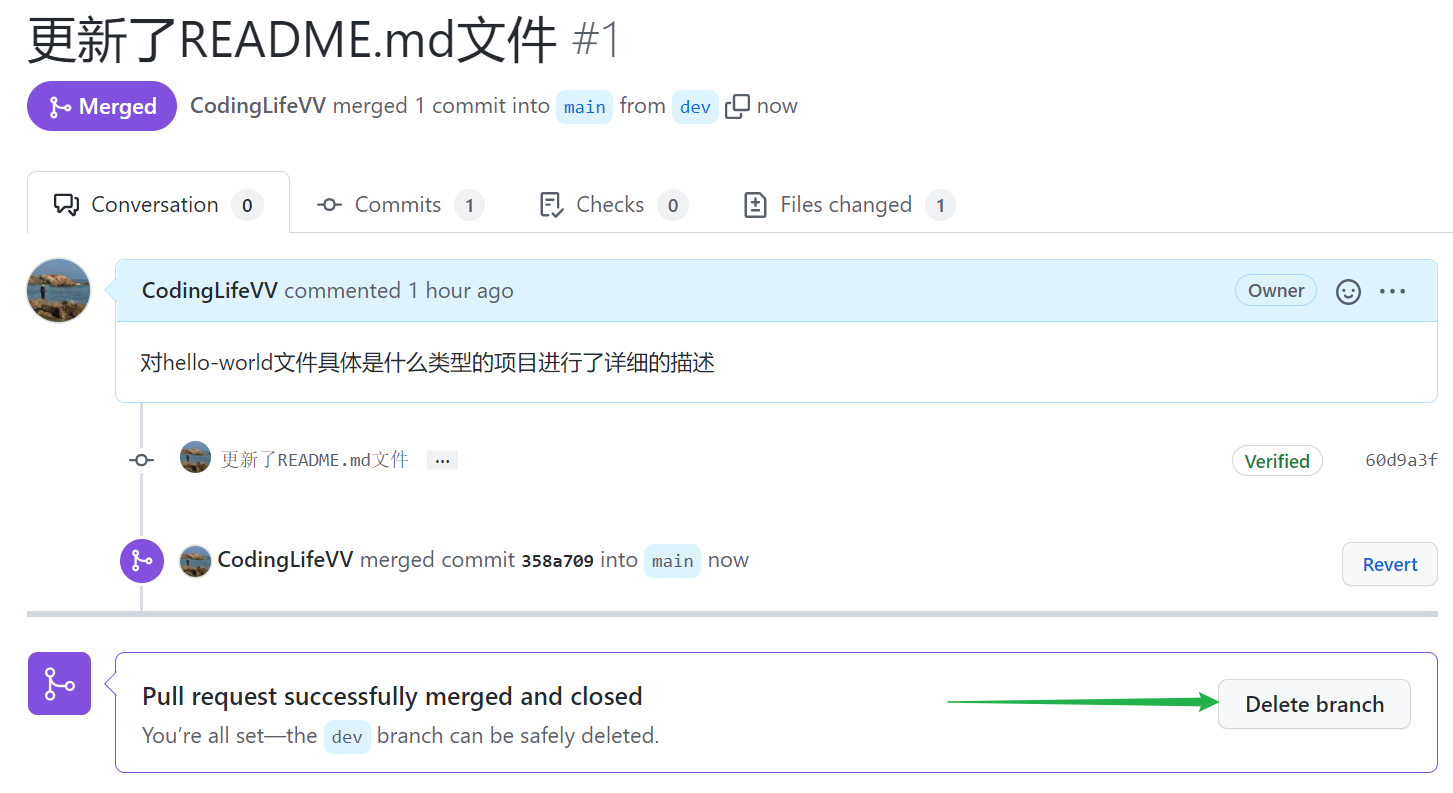 更新了README.md文件 #1
Merged CodingLifeVV merged 1 commit into main from dev now
Conversation 0 Commits 1 Checks 0 Files changed 1
CodingLifeVV commented 1 hour ago Owner ...
对hello-world文件具体是什么类型的项目进行了详细的描述
更新了README.md文件 ... Verified 60d9a3f
CodingLifeVV merged commit 358a709 into main now Revert
Pull request successfully merged and closed
Delete branch
You’re all set—the dev branch can be safely deleted.